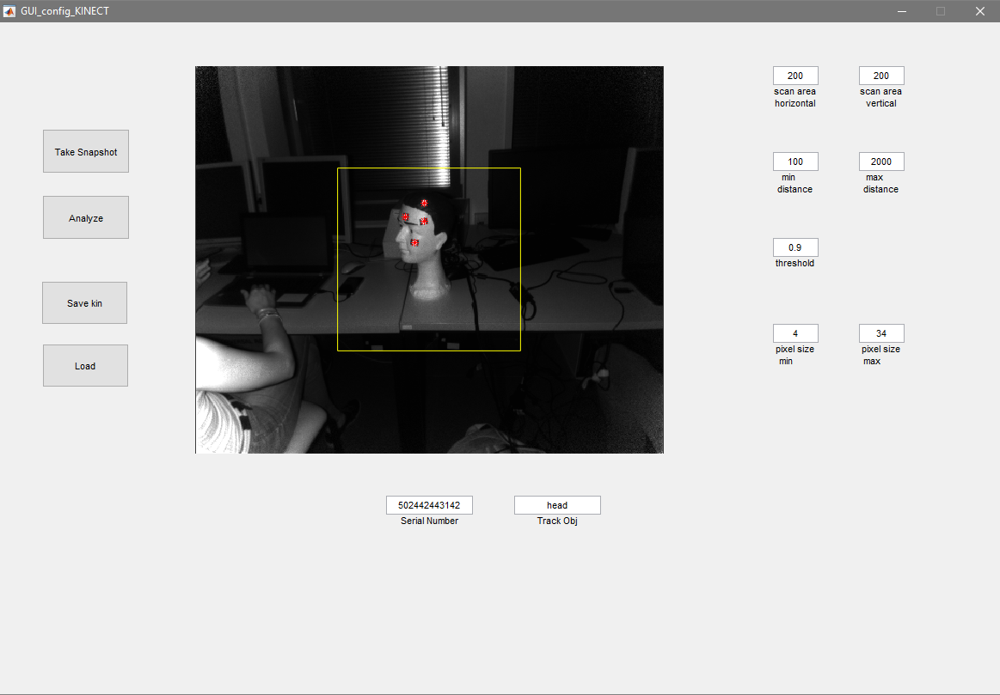 GUI_config_KINECT
200
200
scan area
horizontal
scan area
vertical
Take Snapshot
100
2000
min
distance
max
distance
Analyze
0.9
threshold
Save kin
4
34
pixel size
min
pixel size
max
Load
502442443142
head
Serial Number
Track Obj